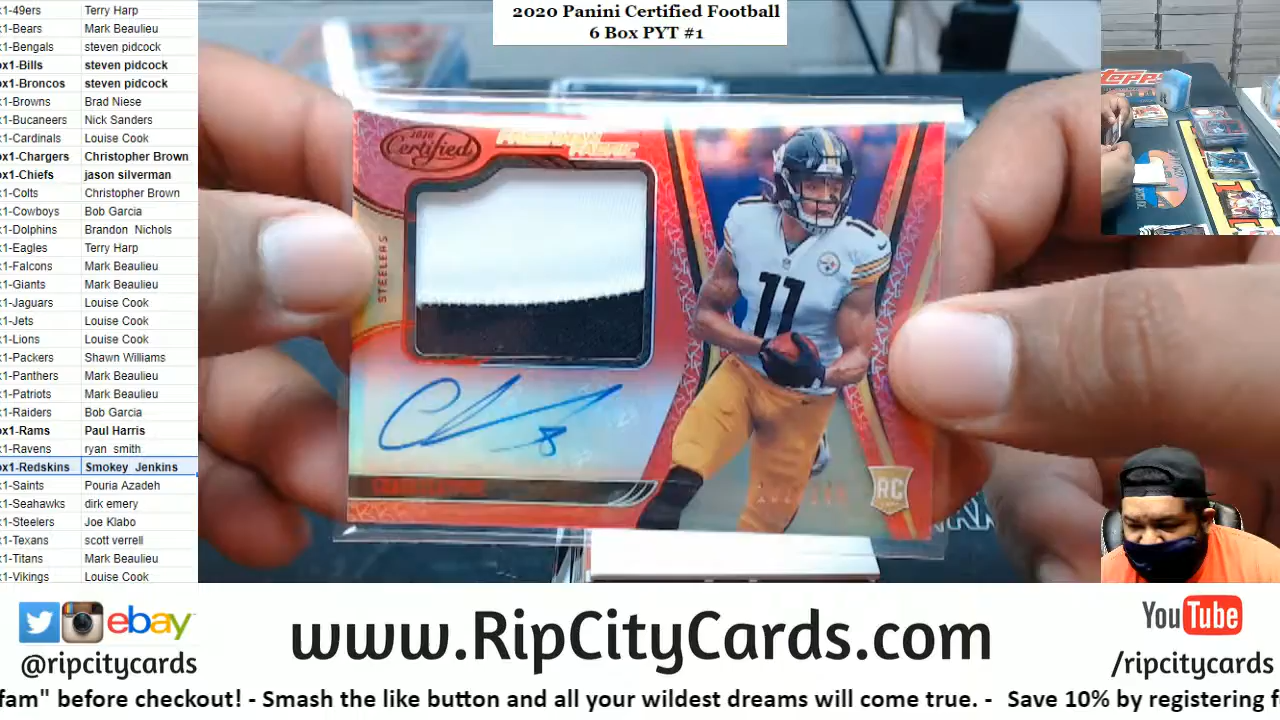 2020 Panini Certified Football
6 Box PYT #1
ox1-49ers Terry Harp
x1-Bears Mark Beaulieu
x1-Bengals steven pidcock
ox1-Bills steven pidcock
ox1-Broncos steven pidcock
x1-Browns Brad Niese
x1-Bucaneers Nick Sanders
x1-Cardinals Louise Cook
ox1-Chargers Christopher Brown
ox1-Chiefs jason silverman
x1-Colts Christopher Brown
x1-Cowboys Bob Garcia
x1-Dolphins Brandon Nichols
x1-Eagles Terry Harp
x1-Falcons Mark Beaulieu
x1-Giants Mark Beaulieu
x1-Jaguars Louise Cook
x1-Jets Louise Cook
x1-Lions Louise Cook
x1-Packers Shawn Williams
x1-Panthers Mark Beaulieu
x1-Patriots Mark Beaulieu
x1-Raiders Bob Garcia
ox1-Rams Paul Harris
x1-Ravens ryan smith
ox1-Redskins Smokey Jenkins
x1-Saints Pouria Azadeh
x1-Seahawks dirk emery
x1-Steelers Joe Klabo
x1-Texans scott verrell
x1-Titans Mark Beaulieu
x1-Vikings Louise Cook
2020
Certified
FRESHMAN
FABRIC
STEELERS
11
11
RC
TOPPS
ebay
@ripcitycards
www.RipCityCards.com
YouTube
/ripcitycards
fam" before checkout! - Smash the like button and all your wildest dreams will come true. - Save 10% by registering f